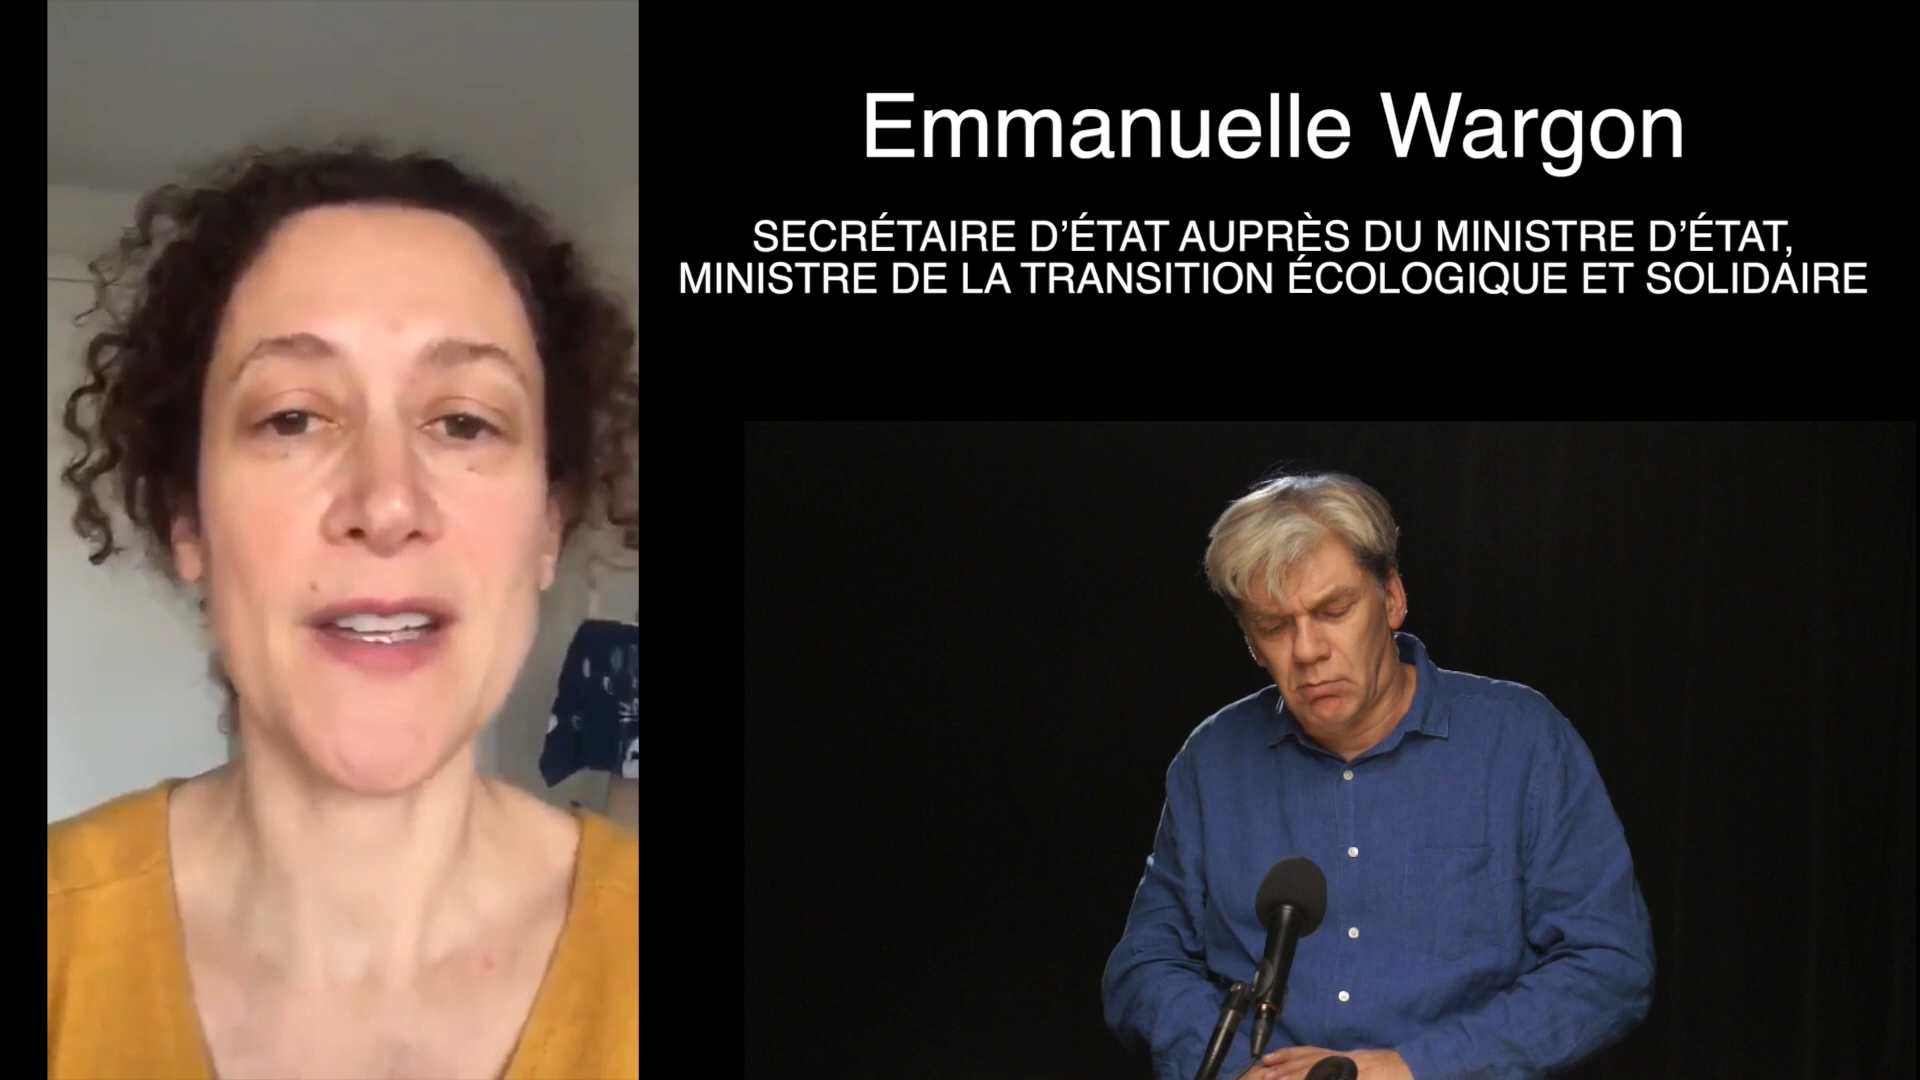 Emmanuelle Wargon
SECRÉTAIRE D’ÉTAT AUPRÈS DU MINISTRE D’ÉTAT,
MINISTRE DE LA TRANSITION ÉCOLOGIQUE ET SOLIDAIRE